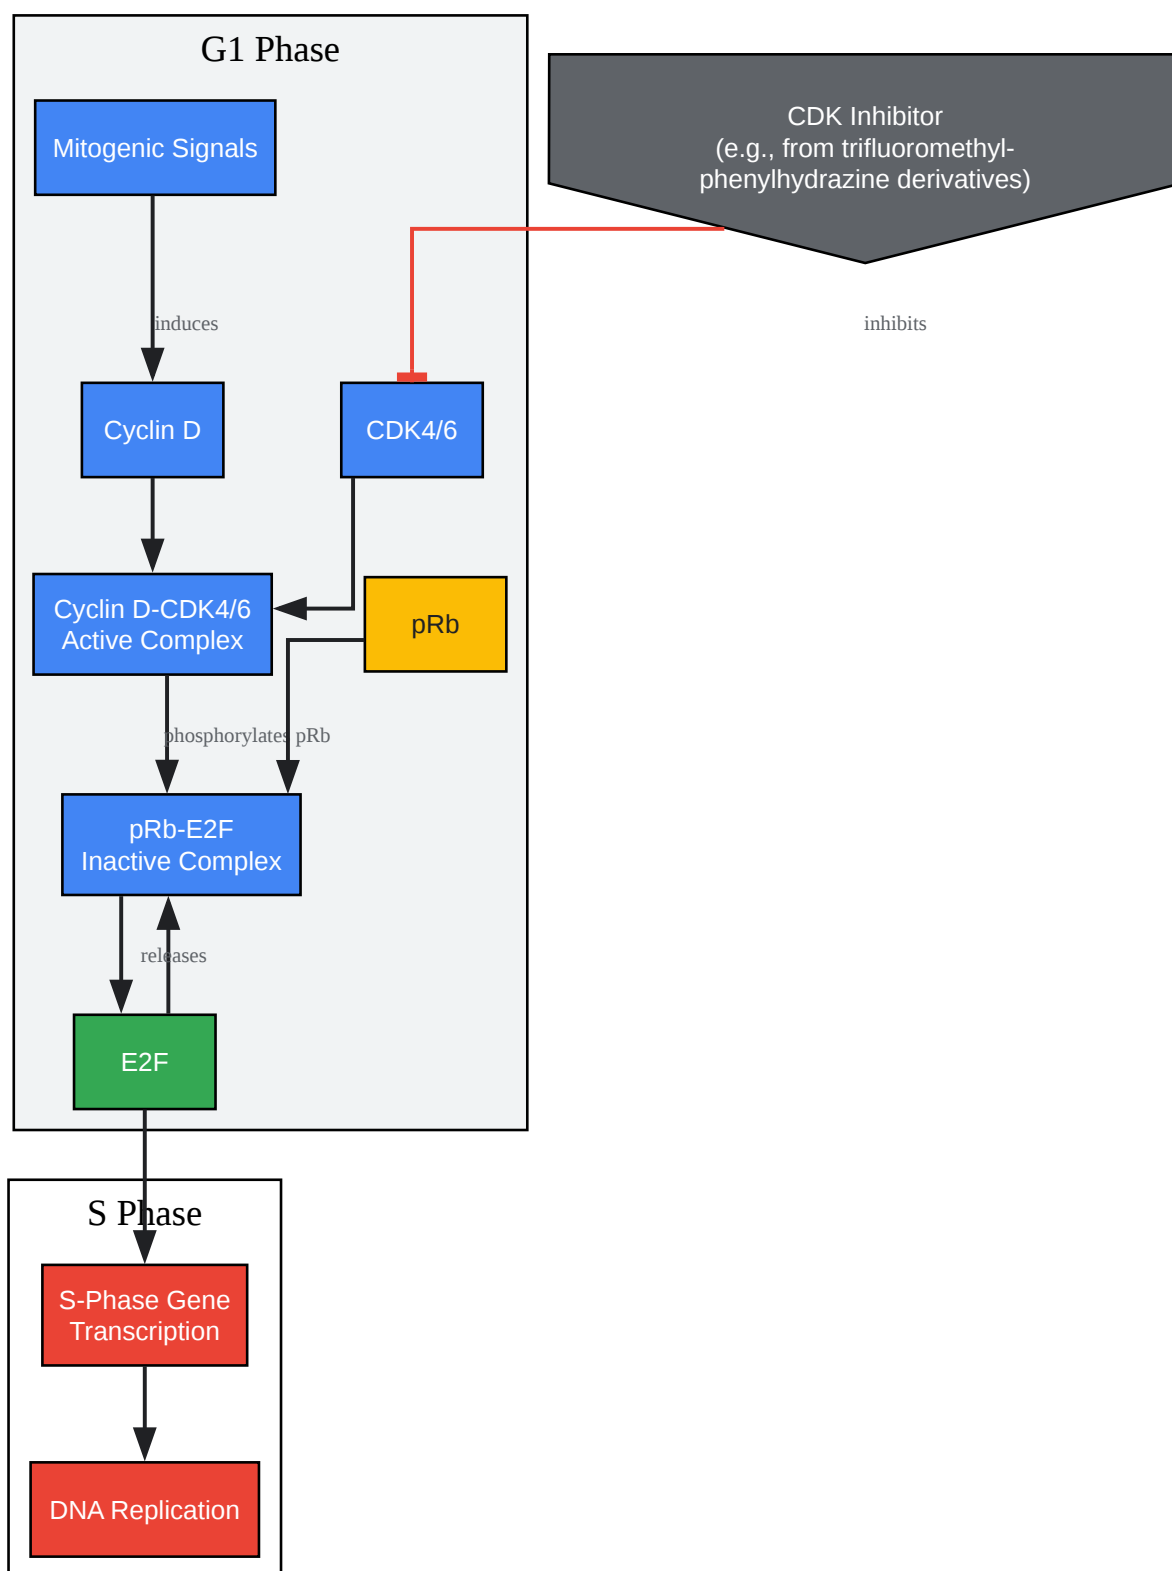 G1 Phase
Mitogenic Signals
CDK Inhibitor
(e.g., from trifluoromethyl-
phenylhydrazine derivatives)
induces
inhibits
Cyclin D
CDK4/6
Cyclin D-CDK4/6
Active Complex
pRb
phosphorylates pRb
pRb-E2F
Inactive Complex
releases
E2F
S Phase
S-Phase Gene
Transcription
DNA Replication